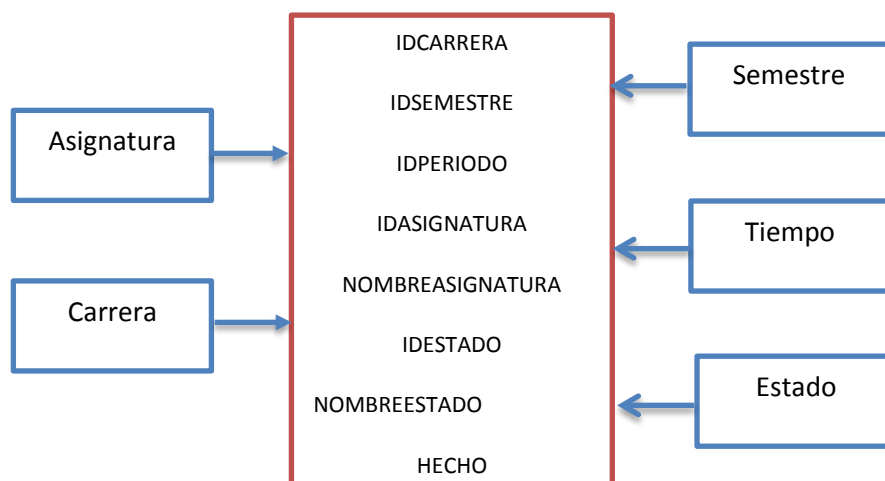 Asignatura
Carrera
IDCARRERA
IDSEMESTRE
IDPERIODO
IDASIGNATURA
NOMBREASIGNATURA
IDESTADO
NOMBREESTADO
HECHO
Semestre
Tiempo
Estado